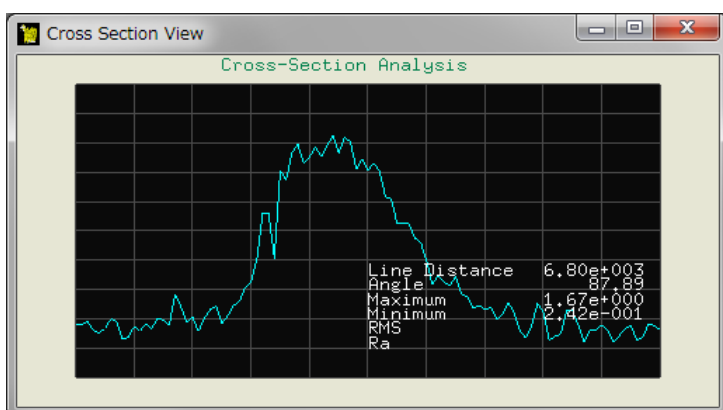 Cross Section View
Cross-Section Analysis
Line Distance 6.80e+003
Angle 87.89
Maximum 1.67e+000
Minimum 2.42e-001
RMS
Ra